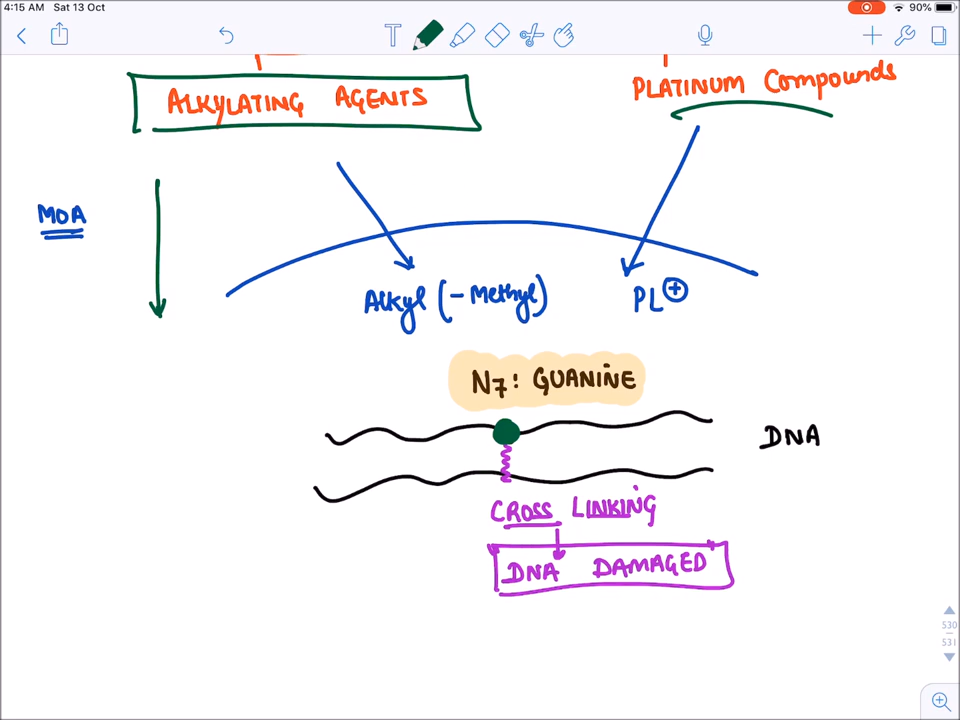 4:15 AM Sat 13 Oct
90%
T
ALKYLATING AGENTS
PLATINUM Compounds
MOA
Alkyl (-Methyl)
PL+
N7: GUANINE
DNA
CROSS LINKING
DNA DAMAGED
530
531